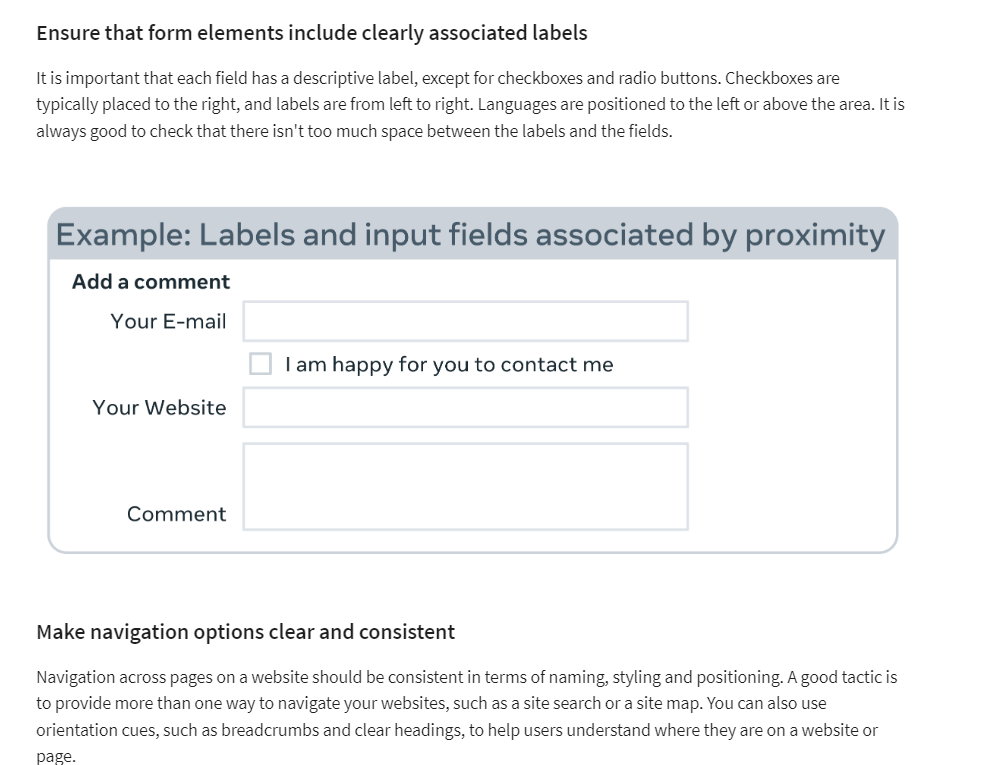 Ensure that form elements include clearly associated labels
It is important that each field has a descriptive label, except for checkboxes and radio buttons. Checkboxes are
typically placed to the right, and labels are from left to right. Languages are positioned to the left or above the area. It is
always good to check that there isn't too much space between the labels and the fields.
Example: Labels and input fields associated by proximity
Add a comment
Your E-mail
I am happy for you to contact me
Your Website
Comment
Make navigation options clear and consistent
Navigation across pages on a website should be consistent in terms of naming, styling and positioning. A good tactic is
to provide more than one way to navigate your websites, such as a site search or a site map. You can also use
orientation cues, such as breadcrumbs and clear headings, to help users understand where they are on a website or
page.